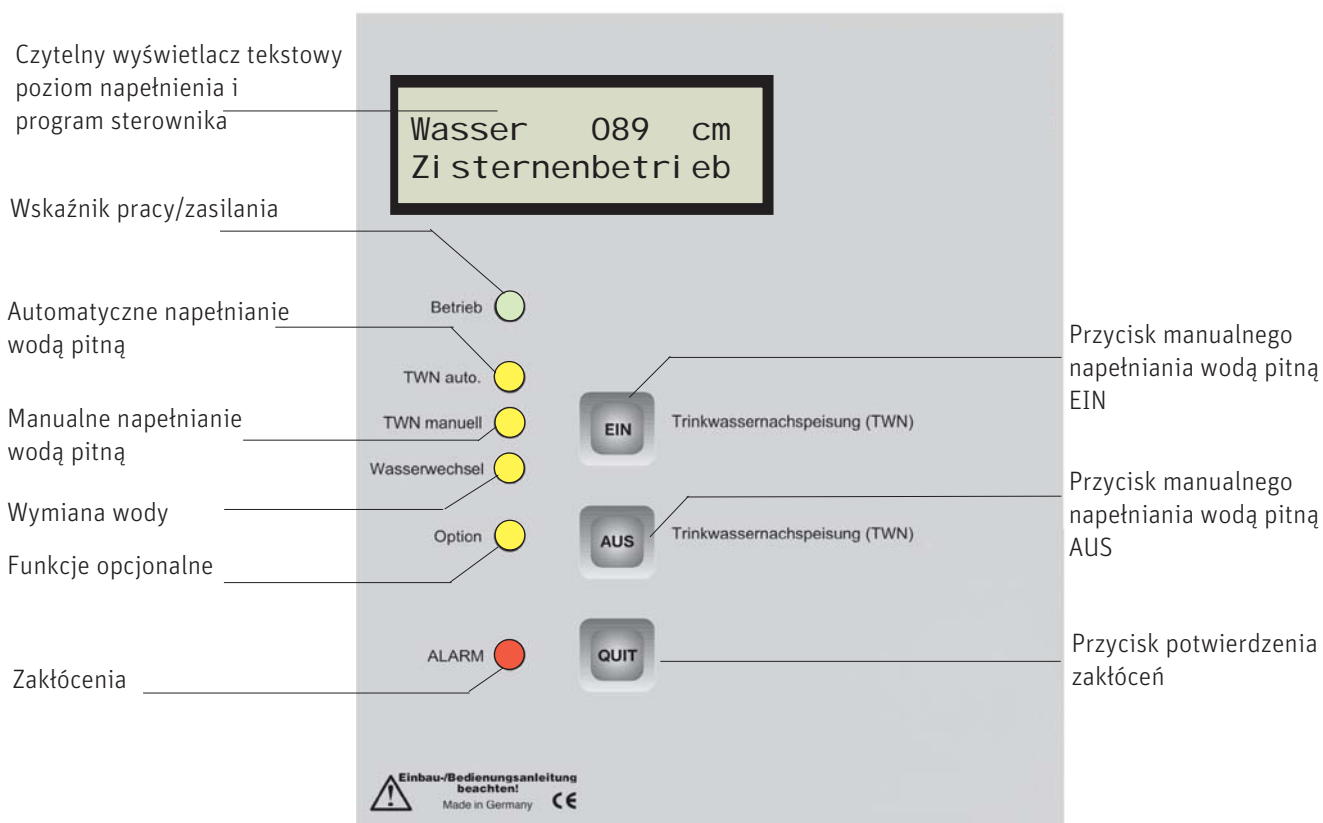 Czytelny wyświetlacz tekstowy
poziom napełnienia i
program sterownika
Wasser 089 cm
Zisternenbetrieb
Wskaźnik pracy/zasilania
Betrieb
Automatyczne napełnianie
wodą pitną
TWN auto.
Manualne napełnianie
wodą pitną
TWN manuell
Wasserwechsel
Wymiana wody
Option
Funkcje opcjonalne
ALARM
Zakłócenia
EIN
Trinkwassernachspeisung (TWN)
AUS
Trinkwassernachspeisung (TWN)
QUIT
Przycisk manualnego
napełniania wodą pitną
EIN
Przycisk manualnego
napełniania wodą pitną
AUS
Przycisk potwierdzenia
zakłóceń
Einbau-/Bedienungsanleitung
beachten!
Made in Germany CE